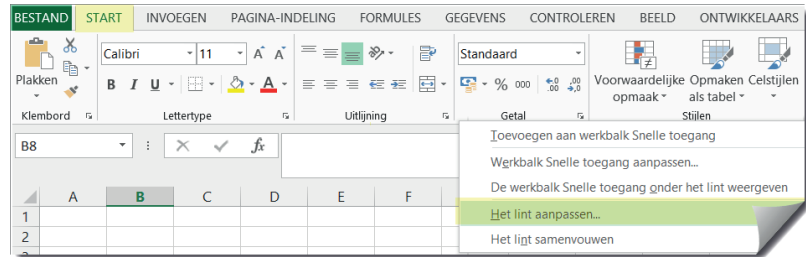 BESTAND START INVOEGEN PAGINA-INDELING FORMULES GEGEVENS CONTROLEREN BEELD ONTWIKKELAARS
Plakken
Calibri 11 A A
B I U A
Standaard
% 000 ,00 ,00
Voorwaardelijke opmaak
Opmaken als tabel
Celstijlen
Klembord Lettertype Uitlijning Getal Stijlen
B8 fx
Toevoegen aan werkbalk Snelle toegang
Werkbalk Snelle toegang aanpassen...
De werkbalk Snelle toegang onder het lint weergeven
Het lint aanpassen...
Het lint samenvouwen
A B C D E F
1
2